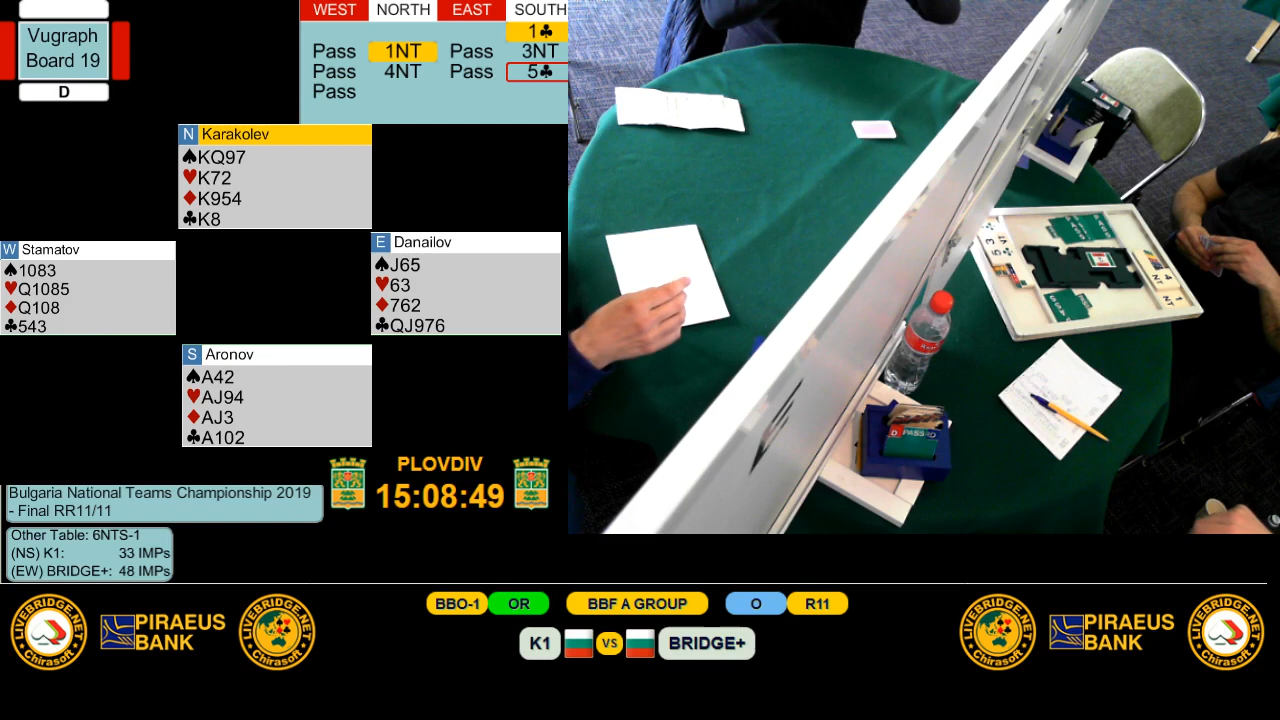 Vugraph
Board 19
D
WEST NORTH EAST SOUTH
1♣
Pass 1NT Pass 3NT
Pass 4NT Pass 5♣
Pass
N Karakolev
♠KQ97
♥K72
♦K954
♣K8
W Stamatov
♠1083
♥Q1085
♦Q108
♣543
E Danailov
♠J65
♥63
♦762
♣QJ976
S Aronov
♠A42
♥AJ94
♦AJ3
♣A102
PLOVDIV
15:08:49
Bulgaria National Teams Championship 2019
- Final RR11/11
Other Table: 6NTS-1
(NS) K1: 33 IMPs
(EW) BRIDGE+: 48 IMPs
BBO-1 OR BBF A GROUP O R11
K1 VS BRIDGE+
LIVEBRIDGE.NET
Chirasoft
PIRAEUS
BANK
LIVEBRIDGE.NET
Chirasoft
LIVEBRIDGE.NET
Chirasoft
PIRAEUS
BANK
LIVEBRIDGE.NET
Chirasoft
PASS